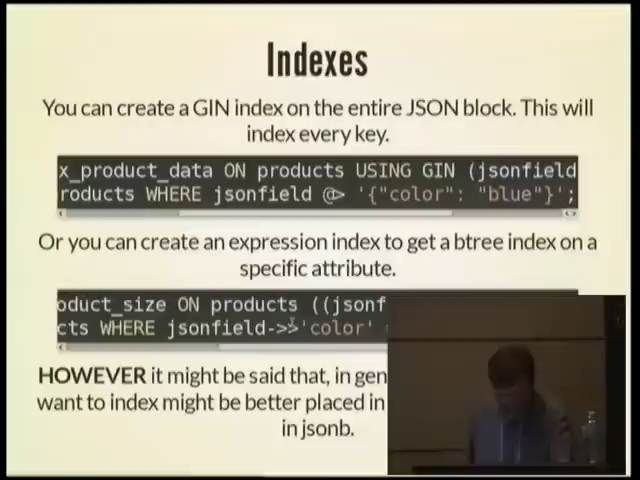 Indexes
You can create a GIN index on the entire JSON block. This will
index every key.
x_product_data ON products USING GIN (jsonfield
roducts WHERE jsonfield @> '{"color": "blue"}';
Or you can create an expression index to get a btree index on a
specific attribute.
oduct_size ON products ((jsonf
cts WHERE jsonfield->>'color'
HOWEVER it might be said that, in gen
want to index might be better placed in
in jsonb.